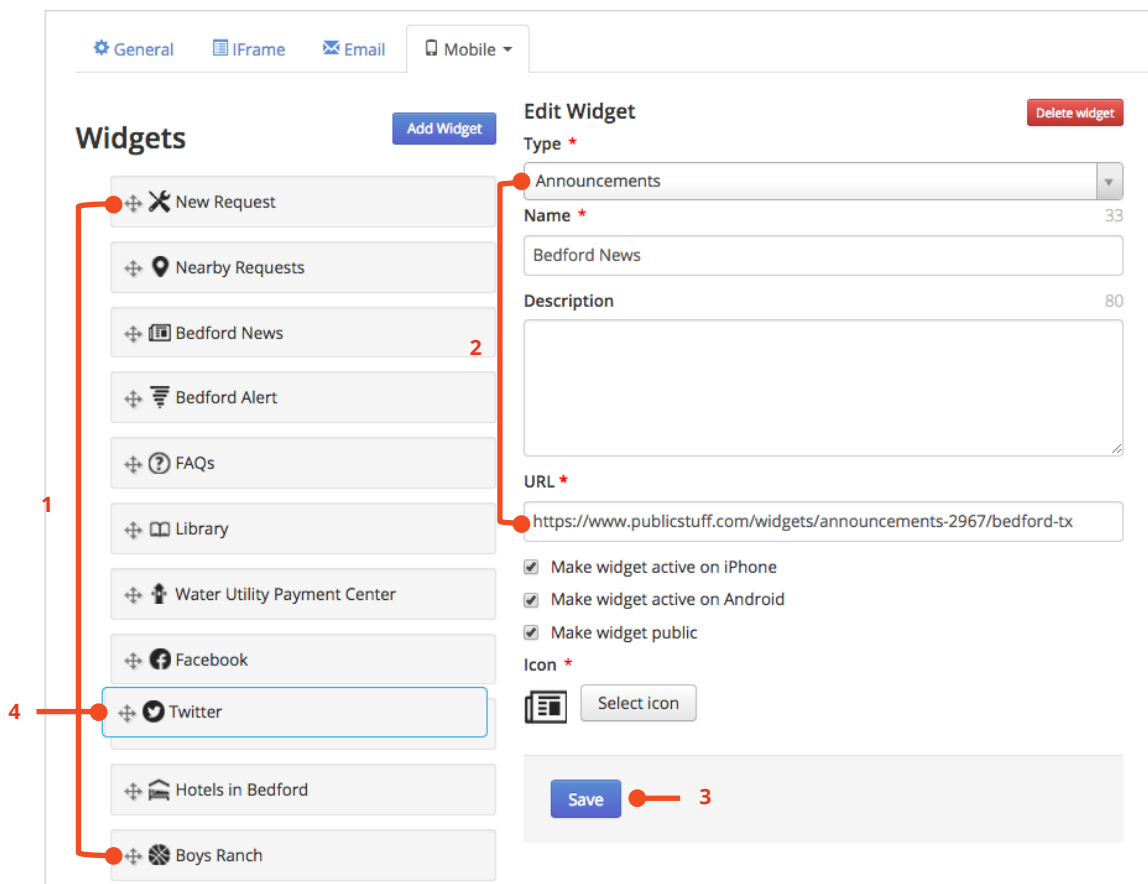 General IFrame Email Mobile
Widgets
Add Widget
New Request
Nearby Requests
Bedford News
Bedford Alert
FAQs
Library
Water Utility Payment Center
Facebook
Twitter
Hotels in Bedford
Boys Ranch
1
4
Edit Widget
Delete widget
Type *
Announcements
Name * 33
Bedford News
Description 80
2
URL *
https://www.publicstuff.com/widgets/announcements-2967/bedford-tx
Make widget active on iPhone
Make widget active on Android
Make widget public
Icon *
Select icon
Save 3